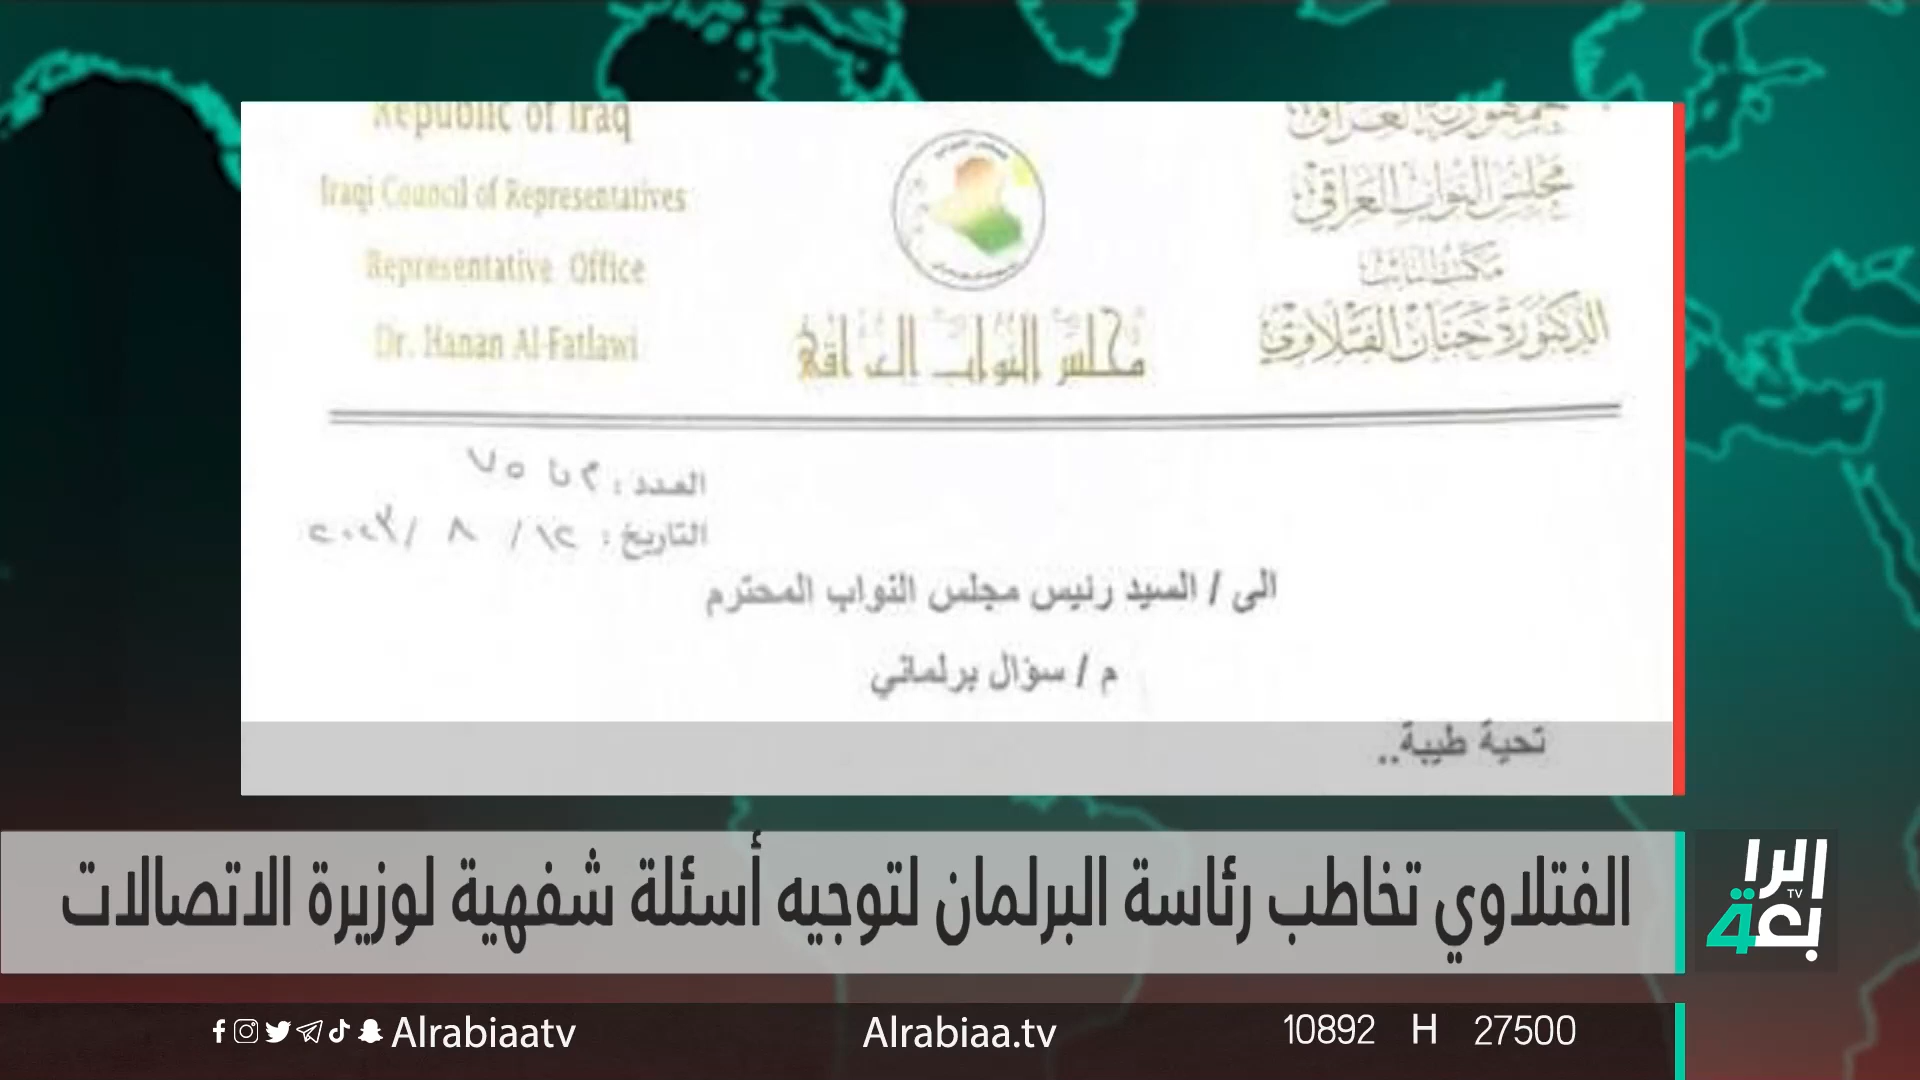 Republic of Iraq
Iraqi Council of Representatives
Representative Office
Dr. Hanan Al-Fatlawi
جمهورية العراق
مجلس النواب العراقي
مكتب النائب
الدكتورة حنان الفتلاوي
مجلس النواب العراقي
العدد :
التاريخ : ١٢ / ٨ /
الى / السيد رئيس مجلس النواب المحترم
م / سؤال برلماني
تحية طيبة..
الفتلاوي تخاطب رئاسة البرلمان لتوجيه أسئلة شفهية لوزيرة الاتصالات
الرابعة TV
Alrabiaatv
Alrabiaa.tv
10892 H 27500